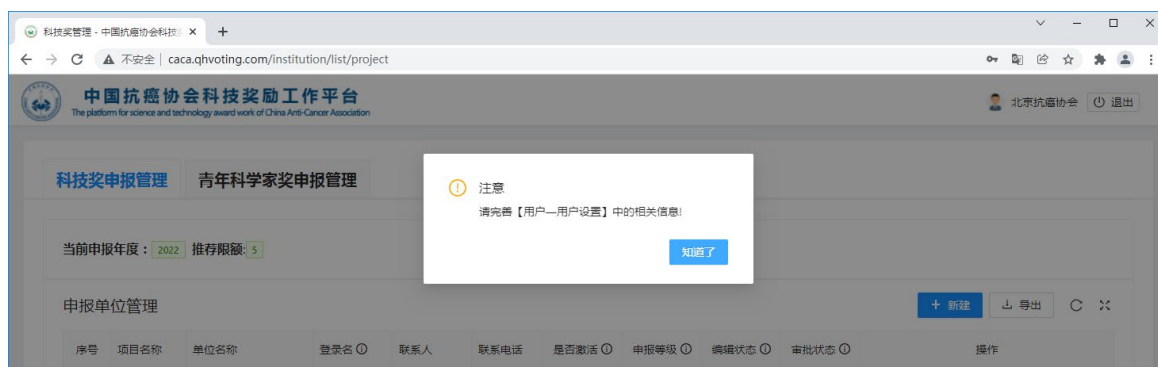 科技奖管理 - 中国抗癌协会科技
不安全 | caca.qhvoting.com/institution/list/project
中国抗癌协会科技奖励工作平台
The platform for science and technology award work of China Anti-Cancer Association
北京抗癌协会 退出
科技奖申报管理 青年科学家奖申报管理
注意
请完善【用户—用户设置】中的相关信息!
知道了
当前申报年度： 2022 推荐限额: 5
申报单位管理
+ 新建 导出
序号 项目名称 单位名称 登录名 联系人 联系电话 是否激活 申报等级 编辑状态 审批状态 操作